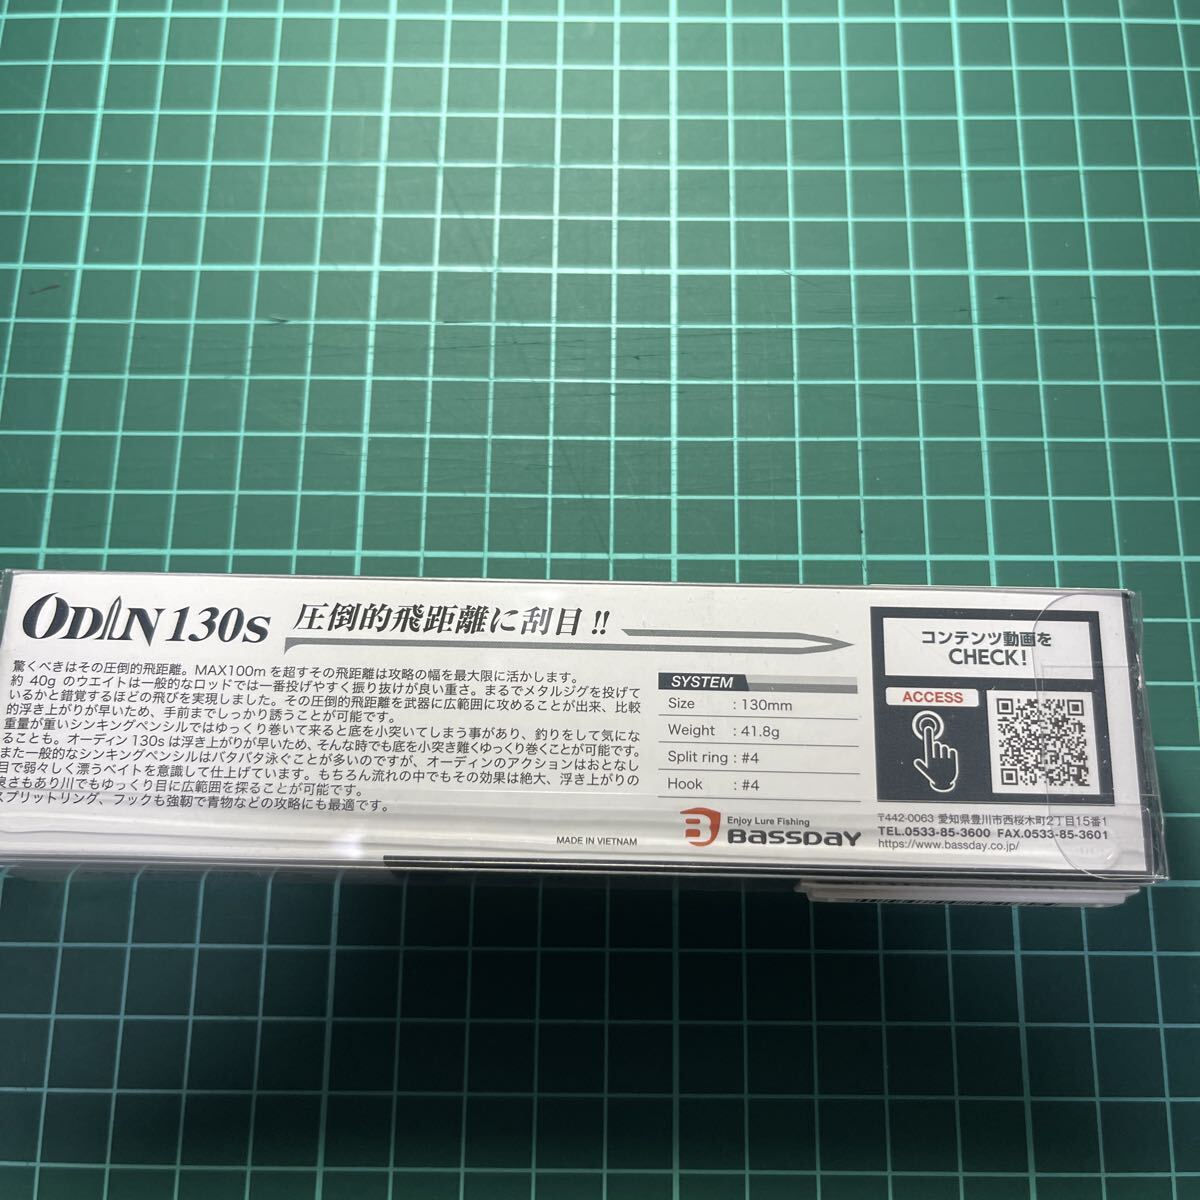 ODIN 130s 圧倒的飛距離に刮目!!
驚くべきはその圧倒的飛距離。MAX100mを超すその飛距離は攻略の幅を最大限に活かします。
約40gのウエイトは一般的なロッドでは一番投げやすく振り抜けが良い重さ。まるでメタルジグを投げて
いるかと錯覚するほどの飛びを実現しました。その圧倒的飛距離を武器に広範囲に攻めることが出来、比較
的浮き上がりが早いため、手前までしっかり誘うことが可能です。
重量が重いシンキングペンシルではゆっくり巻いて来ると底を小突いてしまう事があり、釣りをして気にな
ることも。オーディン130sは浮き上がりが早いため、そんな時でも底を小突き難くゆっくり巻くことが可能です。
また一般的なシンキングペンシルはバタバタ泳ぐことが多いのですが、オーディンのアクションはおとなし
目で弱々しく漂うベイトを意識して仕上げています。もちろん流れの中でもその効果は絶大、浮き上がりの
良さもあり川でもゆっくり目に広範囲を探ることが可能です。
スプリットリング、フックも強靭で青物などの攻略にも最適です。
MADE IN VIETNAM
SYSTEM
Size : 130mm
Weight : 41.8g
Split ring : #4
Hook : #4
Enjoy Lure Fishing
BASSDAY
コンテンツ動画を
CHECK!
ACCESS
〒442-0063 愛知県豊川市西桜木町2丁目15番1
TEL.0533-85-3600 FAX.0533-85-3601
https://www.bassday.co.jp/